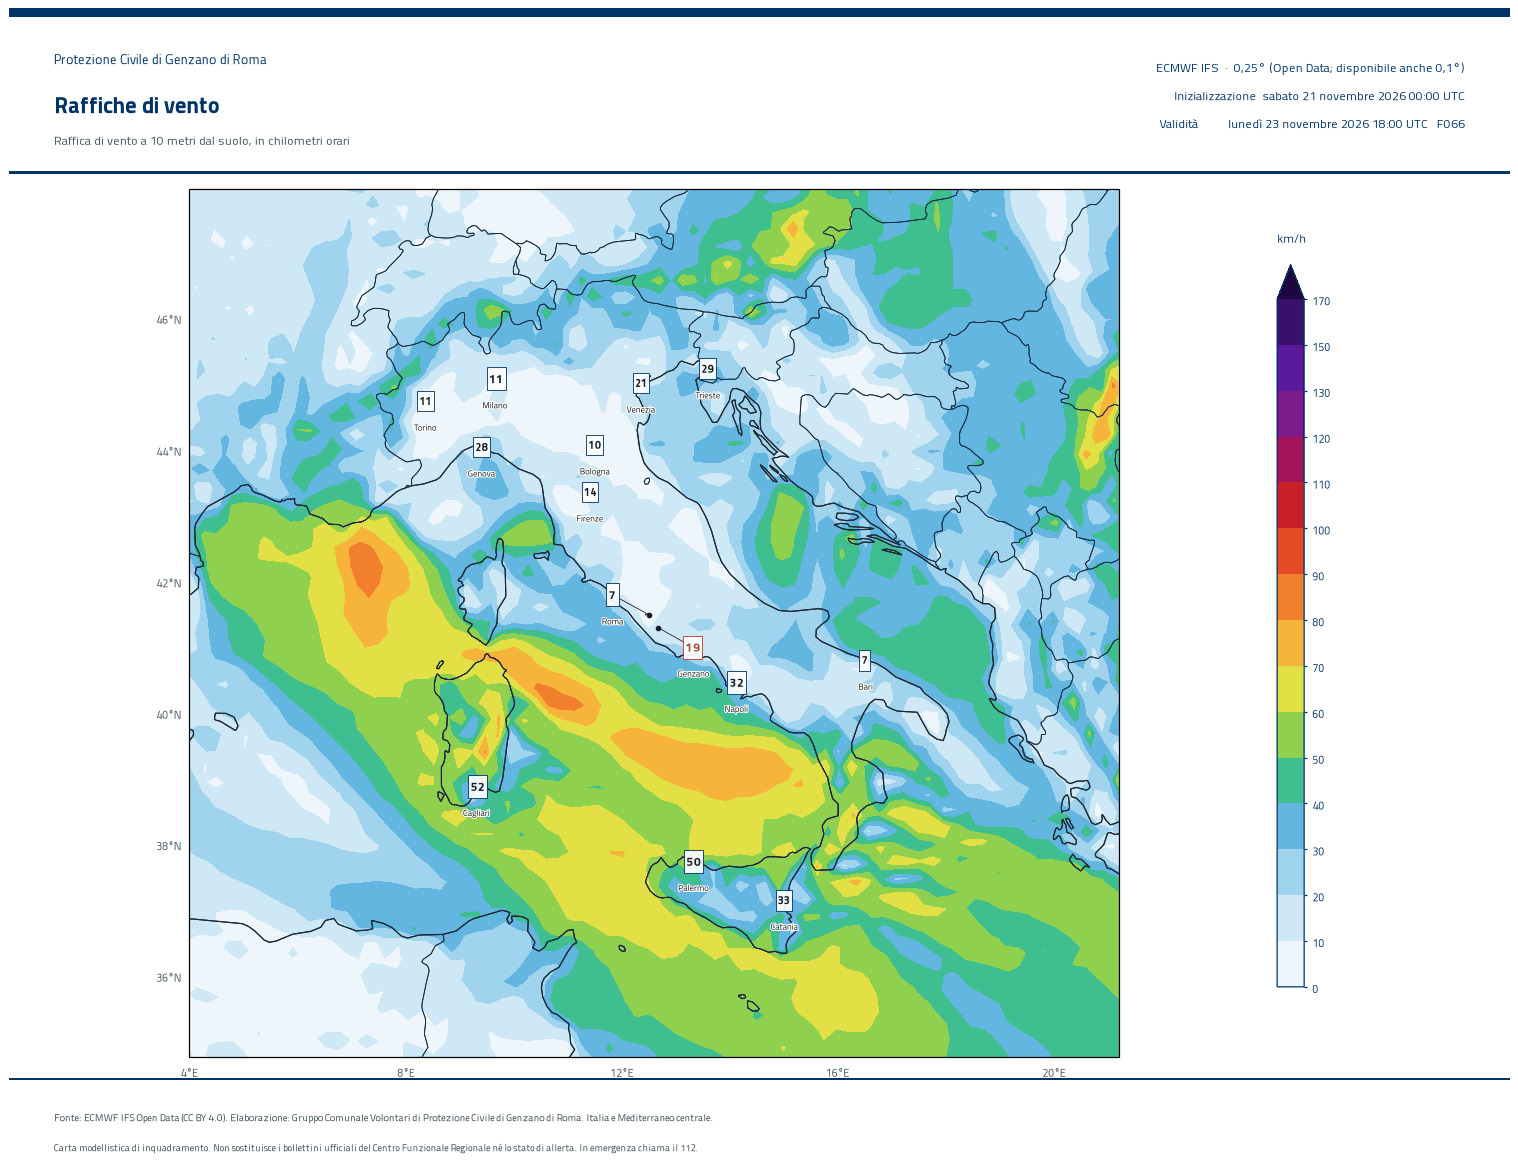 Protezione Civile di Genzano di Roma
Raffiche di vento
Raffica di vento a 10 metri dal suolo, in chilometri orari
ECMWF IFS · 0,25° (Open Data; disponibile anche 0,1°)
Inizializzazione sabato 21 novembre 2026 00:00 UTC
Validità lunedì 23 novembre 2026 18:00 UTC F066
km/h
170
150
130
120
110
100
90
80
70
60
50
40
30
20
10
0
46°N
44°N
42°N
40°N
38°N
36°N
4°E
8°E
12°E
16°E
20°E
11
Torino
11
Milano
21
Venezia
29
Trieste
28
Genova
10
Bologna
14
Firenze
7
Roma
19
Genzano
32
Napoli
7
Bari
52
Cagliari
50
Palermo
33
Catania
Fonte: ECMWF IFS Open Data (CC BY 4.0). Elaborazione: Gruppo Comunale Volontari di Protezione Civile di Genzano di Roma. Italia e Mediterraneo centrale.
Carta modellistica di inquadramento. Non sostituisce i bollettini ufficiali del Centro Funzionale Regionale né lo stato di allerta. In emergenza chiama il 112.